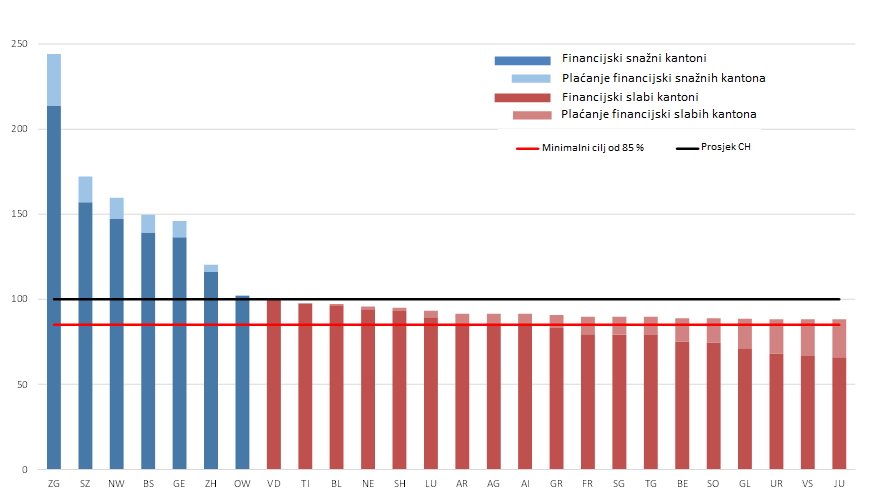 250
200
150
100
50
0
Financijski snažni kantoni
Plaćanje financijski snažnih kantona
Financijski slabi kantoni
Plaćanje financijski slabih kantona
Minimalni cilj od 85 % Prosjek CH
ZG SZ NW BS GE ZH OW VD TI BL NE SH LU AR AG AI GR FR SG TG BE SO GL UR VS JU